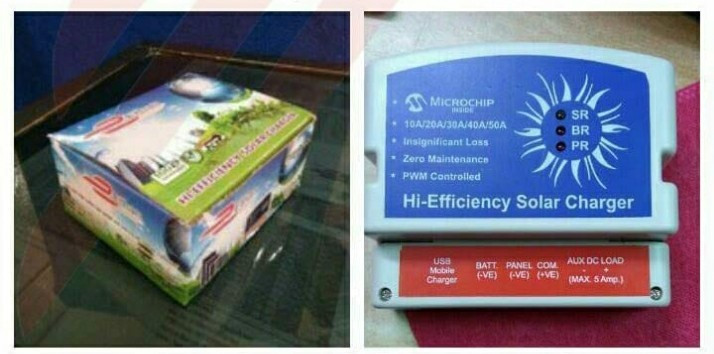 HI-EFFICIENCY SOLAR CHARGER
MICROCHIP
INSIDE
• 10A/20A/30A/40A/50A
• Insignificant Loss
• Zero Maintenance
• PWM Controlled
SR
BR
PR
Hi-Efficiency Solar Charger
USB
Mobile
Charger
BATT.
(-VE)
PANEL
(-VE)
COM.
(+VE)
AUX DC LOAD
- +
(MAX. 5 Amp.)